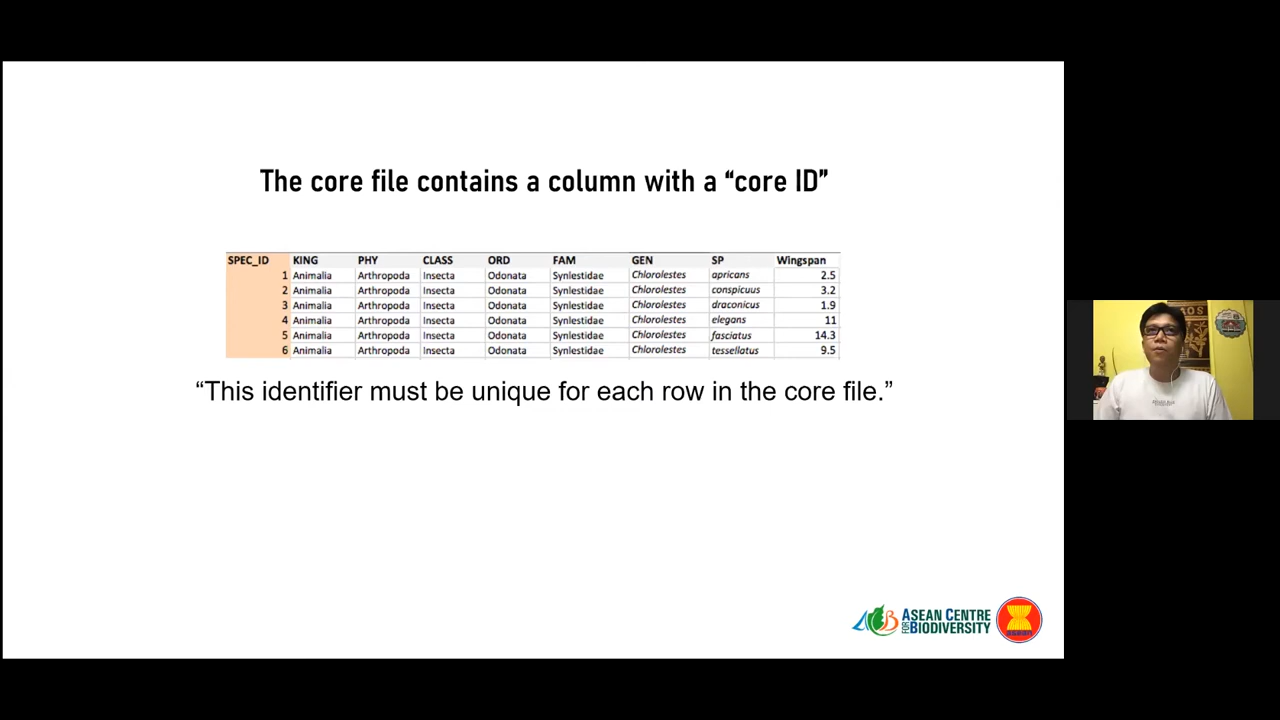 The core file contains a column with a “core ID”
SPEC_ID KING PHY CLASS ORD FAM GEN SP Wingspan
1 Animalia Arthropoda Insecta Odonata Synlestidae Chlorolestes apricans 2.5
2 Animalia Arthropoda Insecta Odonata Synlestidae Chlorolestes conspicuus 3.2
3 Animalia Arthropoda Insecta Odonata Synlestidae Chlorolestes draconicus 1.9
4 Animalia Arthropoda Insecta Odonata Synlestidae Chlorolestes elegans 11
5 Animalia Arthropoda Insecta Odonata Synlestidae Chlorolestes fasciatus 14.3
6 Animalia Arthropoda Insecta Odonata Synlestidae Chlorolestes tessellatus 9.5
“This identifier must be unique for each row in the core file.”
ASEAN CENTRE
FOR BIODIVERSITY
asean